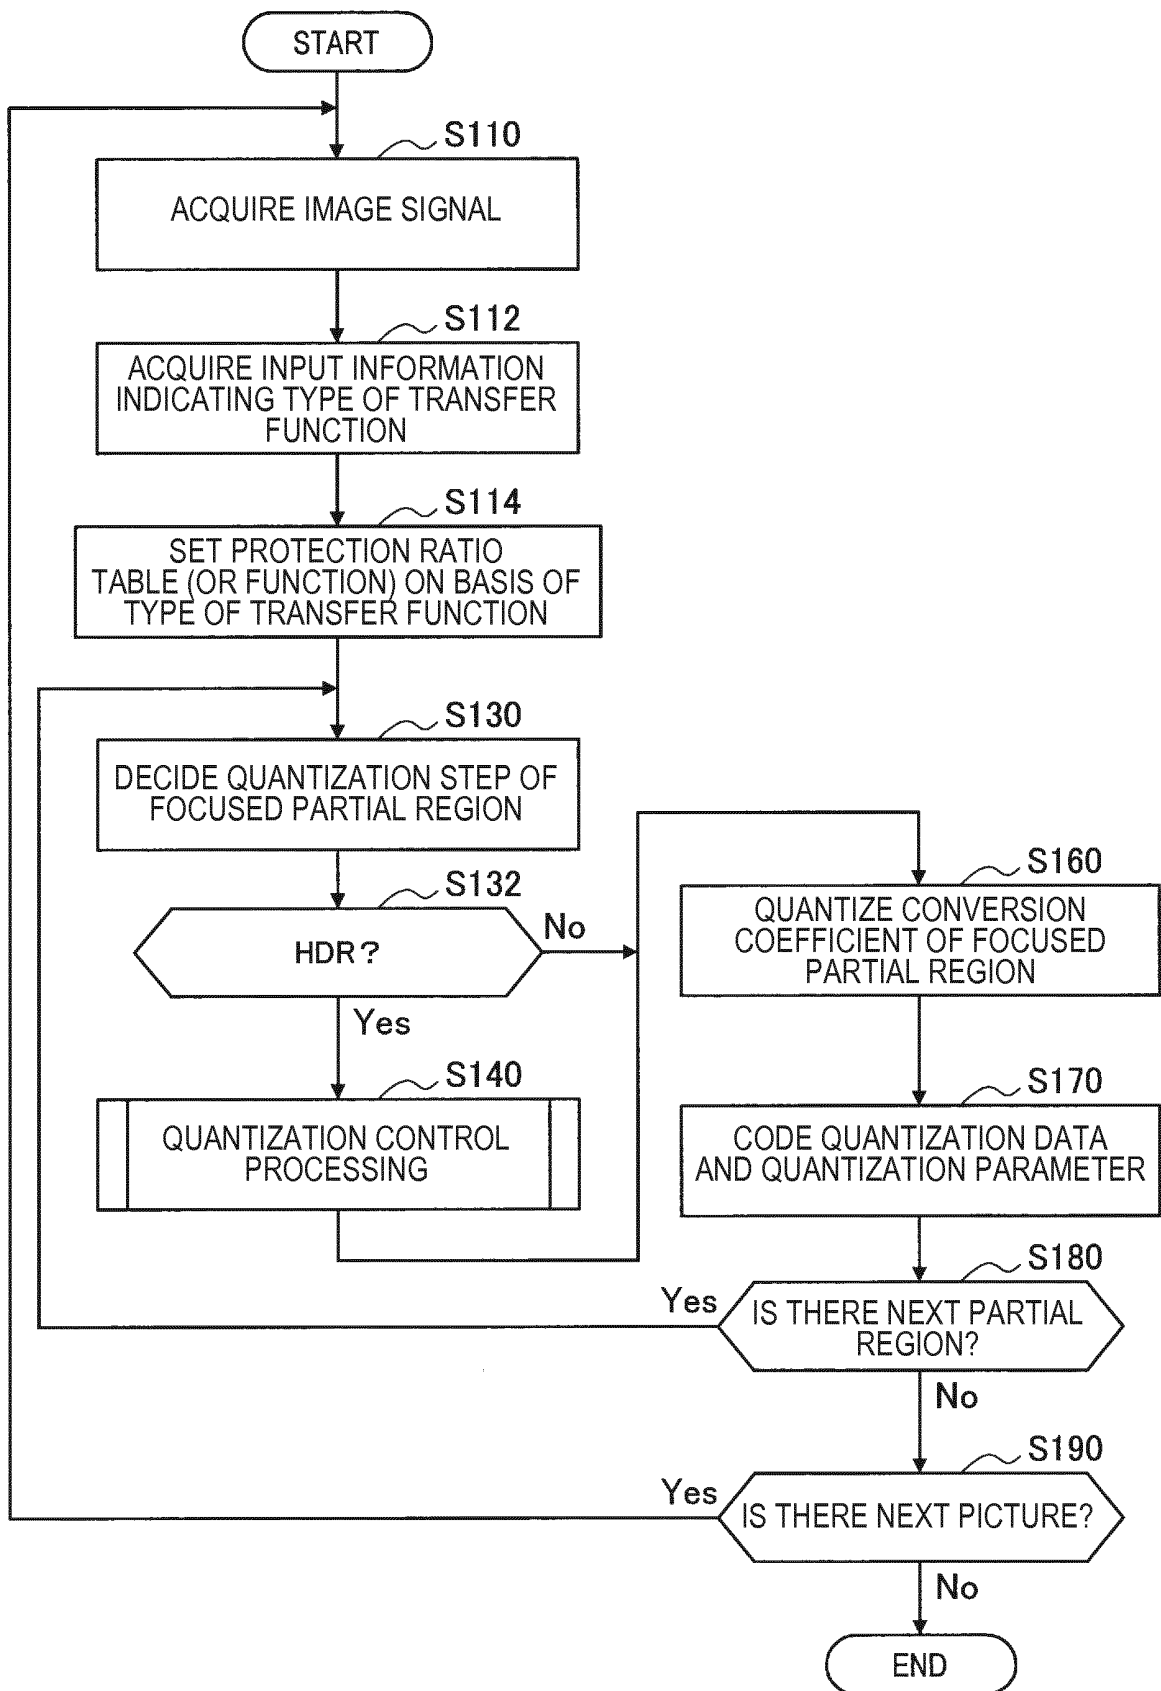 START
S110
ACQUIRE IMAGE SIGNAL
S112
ACQUIRE INPUT INFORMATION
INDICATING TYPE OF TRANSFER
FUNCTION
S114
SET PROTECTION RATIO
TABLE (OR FUNCTION) ON BASIS OF
TYPE OF TRANSFER FUNCTION
S130
DECIDE QUANTIZATION STEP OF
FOCUSED PARTIAL REGION
S132
HDR?
No
Yes
S140
QUANTIZATION CONTROL
PROCESSING
S160
QUANTIZE CONVERSION
COEFFICIENT OF FOCUSED
PARTIAL REGION
S170
CODE QUANTIZATION DATA
AND QUANTIZATION PARAMETER
S180
Yes
IS THERE NEXT PARTIAL
REGION?
No
S190
Yes
IS THERE NEXT PICTURE?
No
END